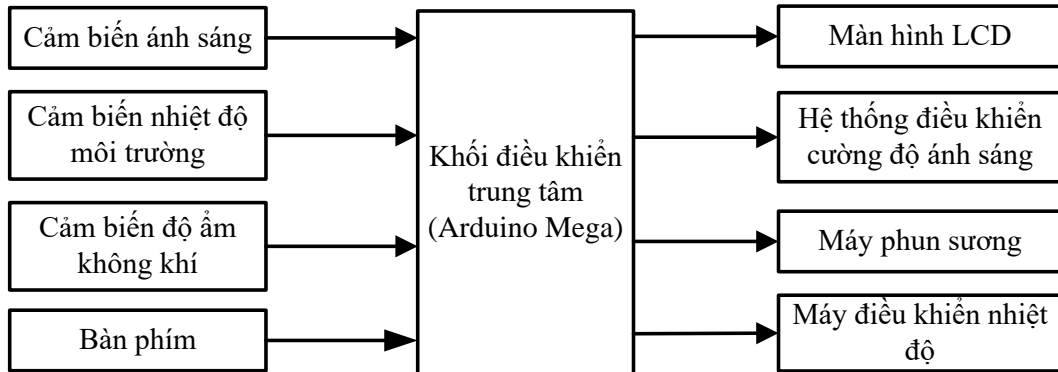 Cảm biến ánh sáng
Cảm biến nhiệt độ
môi trường
Cảm biến độ ẩm
không khí
Bàn phím
Khối điều khiển
trung tâm
(Arduino Mega)
Màn hình LCD
Hệ thống điều khiển
cường độ ánh sáng
Máy phun sương
Máy điều khiển nhiệt
độ